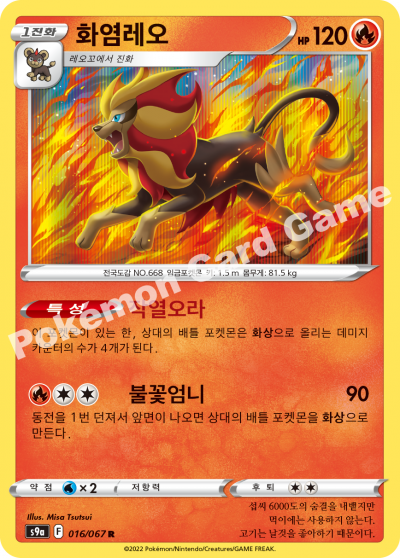 1진화
화염레오
HP 120
레오꼬에서 진화
전국도감 NO.668 임금포켓몬 키: 1.5 m 몸무게: 81.5 kg
특성 작열오라
이 포켓몬이 있는 한, 상대의 배틀 포켓몬은 화상으로 올리는 데미지
카운터의 수가 4개가 된다.
불꽃엄니 90
동전을 1번 던져서 앞면이 나오면 상대의 배틀 포켓몬을 화상으로
만든다.
약점 ×2 저항력 후퇴
Illus. Misa Tsutsui
s9a F 016/067 R
섭씨 6000도의 숨결을 내뱉지만
먹이에는 사용하지 않는다.
고기는 날것을 좋아하기 때문이다.
©2022 Pokémon/Nintendo/Creatures/GAME FREAK.
Pokémon Card Game